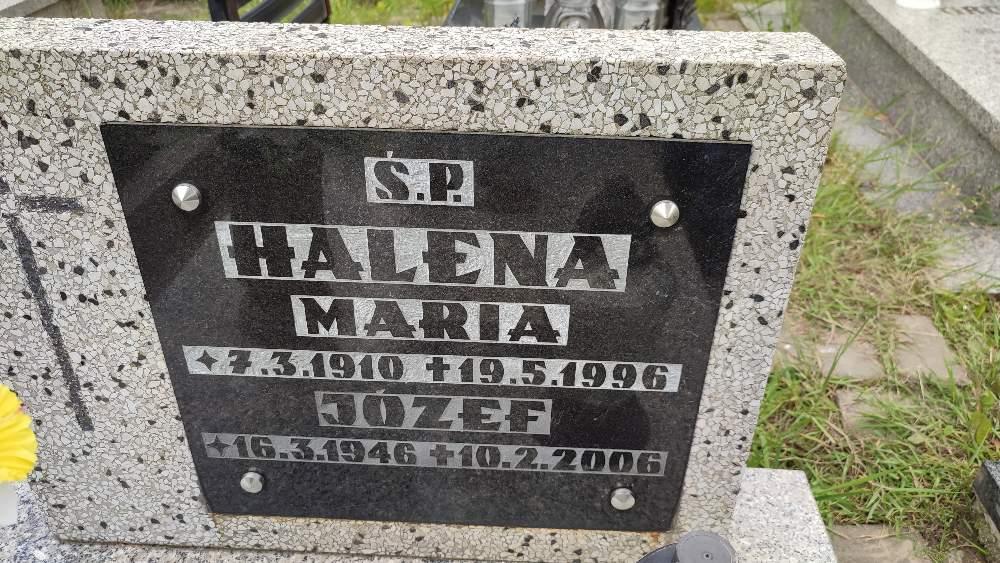 Ś.P.
HALENA
MARIA
✦7.3.1910 ✝19.5.1996
JÓZEF
✦16.3.1946 ✝10.2.2006